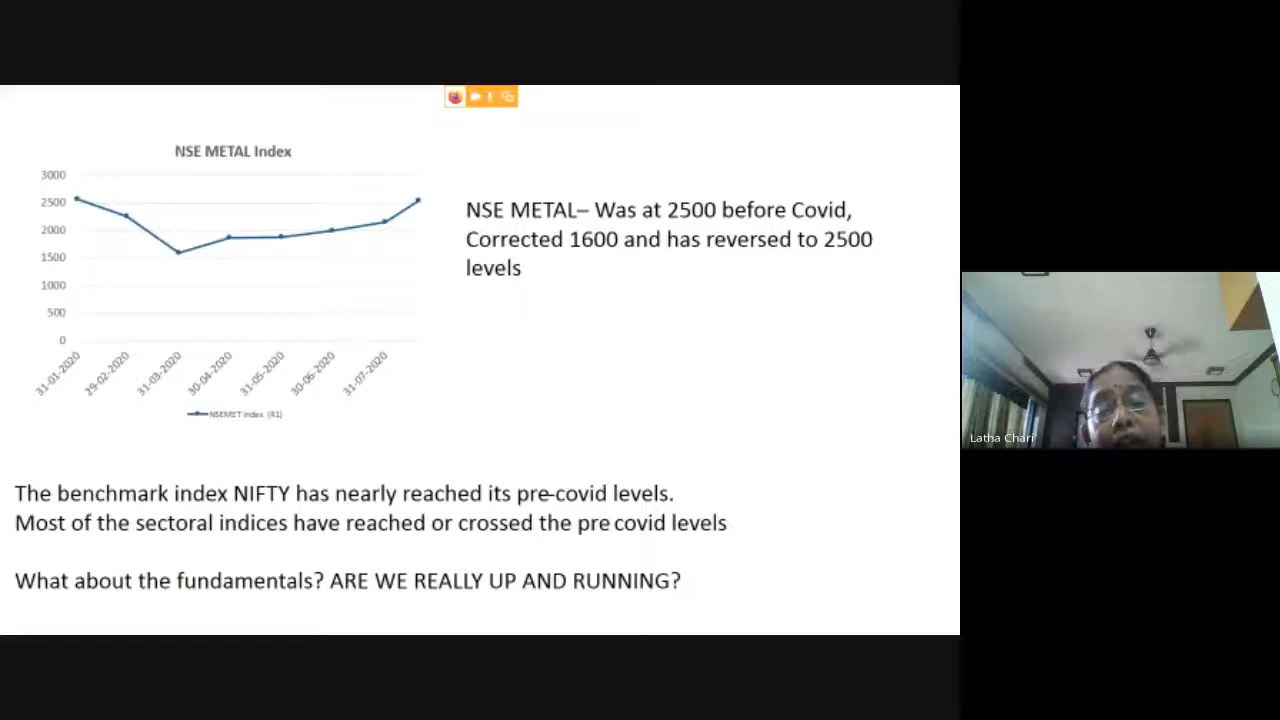 NSE METAL Index
3000
2500
2000
1500
1000
500
0
31-01-2020
29-02-2020
31-03-2020
30-04-2020
31-05-2020
30-06-2020
31-07-2020
NSEMET Index (R1)
NSE METAL– Was at 2500 before Covid,
Corrected 1600 and has reversed to 2500
levels
The benchmark index NIFTY has nearly reached its pre-covid levels.
Most of the sectoral indices have reached or crossed the pre covid levels
What about the fundamentals? ARE WE REALLY UP AND RUNNING?
Latha Chari